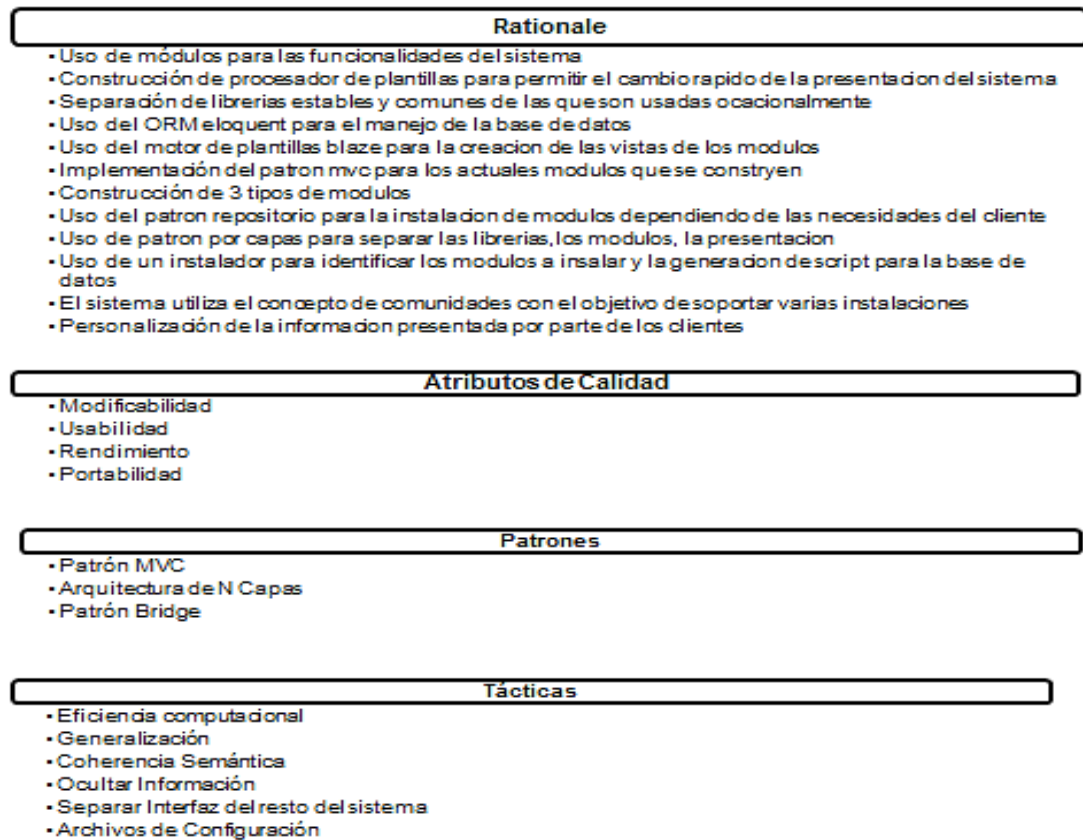 Rationale
• Uso de módulos para las funcionalidades del sistema
• Construcción de procesador de plantillas para permitir el cambio rapido de la presentacion del sistema
• Separación de librerias estables y comunes de las que son usadas ocacionalmente
• Uso del ORM eloquent para el manejo de la base de datos
• Uso del motor de plantillas blaze para la creacion de las vistas de los modulos
• Implementación del patron mvc para los actuales modulos que se constryen
• Construcción de 3 tipos de modulos
• Uso del patron repositorio para la instalacion de modulos dependiendo de las necesidades del cliente
• Uso de patron por capas para separar las librerias, los modulos, la presentacion
• Uso de un instalador para identificar los modulos a insalar y la generacion de script para la base de
datos
• El sistema utiliza el concepto de comunidades con el objetivo de soportar varias instalaciones
• Personalización de la informacion presentada por parte de los clientes
Atributos de Calidad
• Modificabilidad
• Usabilidad
• Rendimiento
• Portabilidad
Patrones
• Patrón MVC
• Arquitectura de N Capas
• Patrón Bridge
Tácticas
• Eficiencia computacional
• Generalización
• Coherencia Semántica
• Ocultar Información
• Separar Interfaz del resto del sistema
• Archivos de Configuración